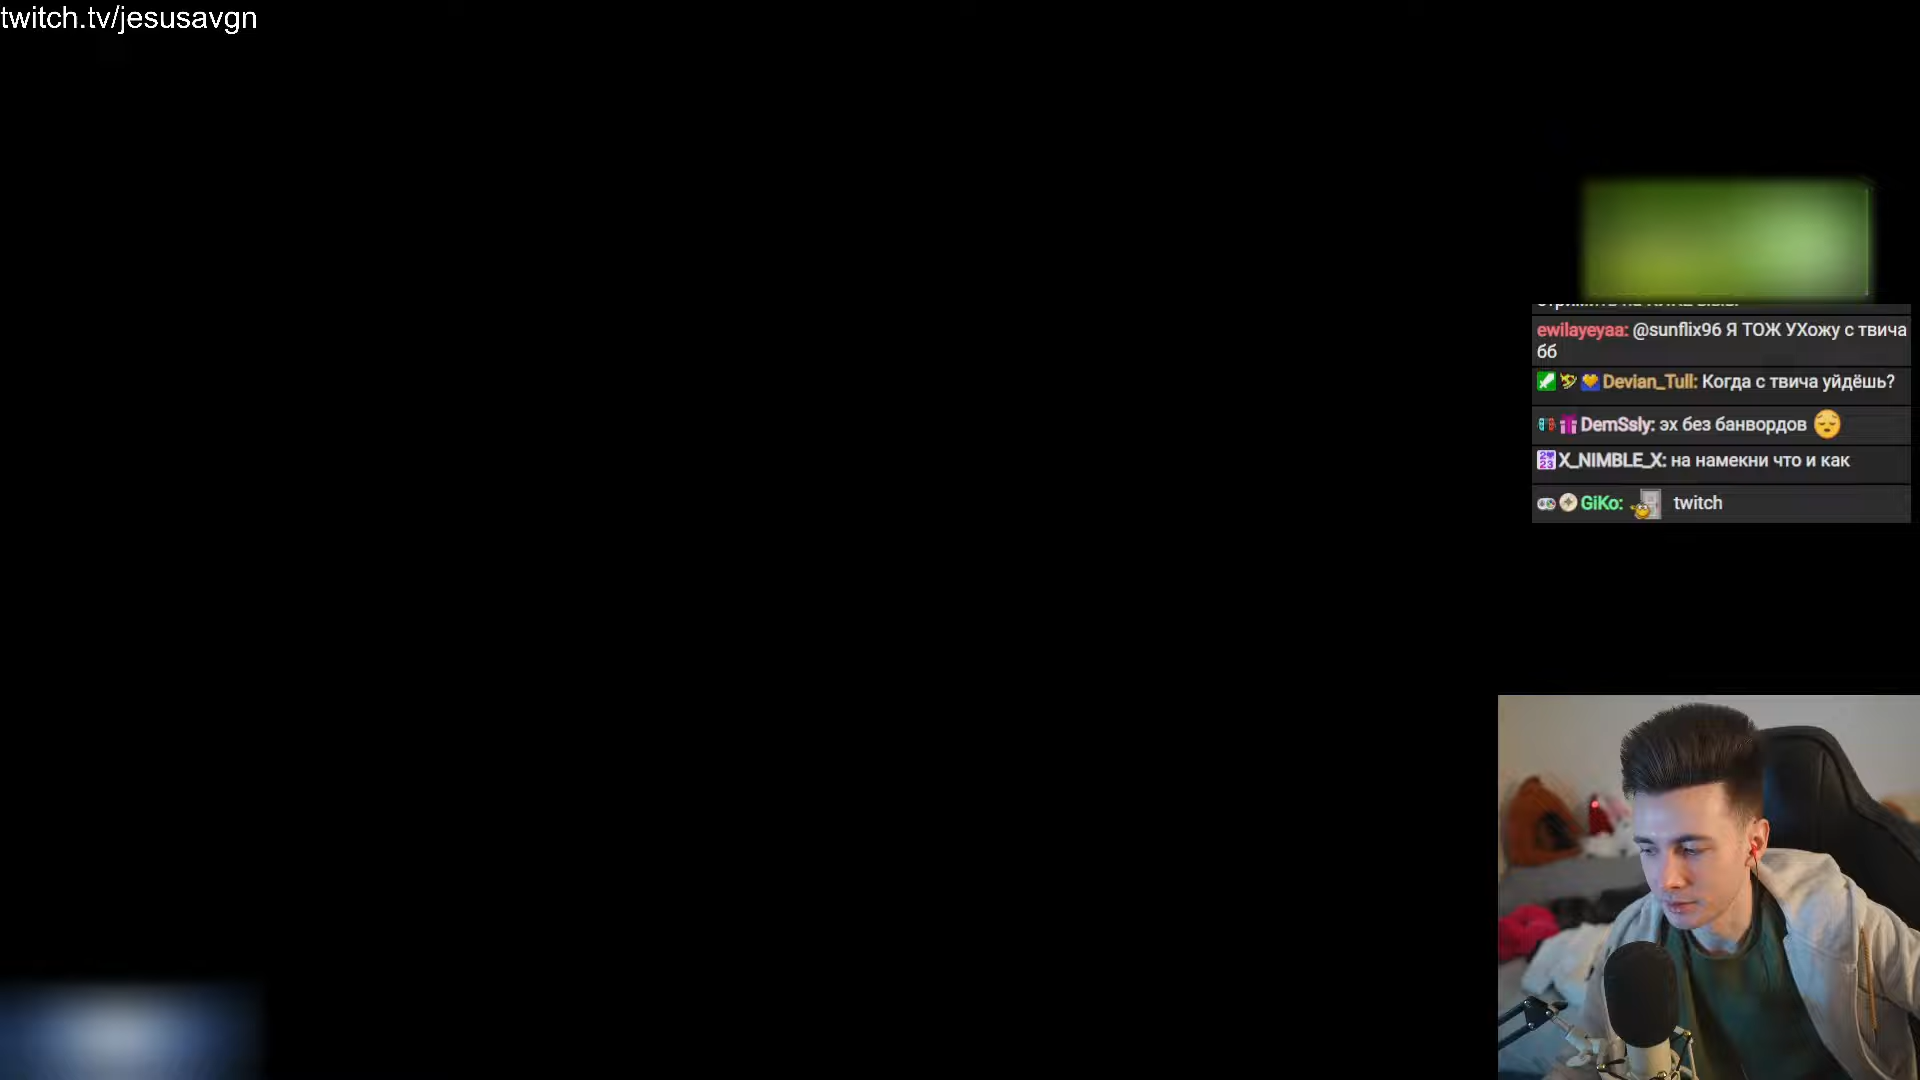 twitch.tv/jesusavgn
ewilayeyaa: @sunflix96 Я ТОЖ УХожу с твича
бб
Devian_Tull: Когда с твича уйдёшь?
DemSsly: эх без банвордов
X_NIMBLE_X: на намекни что и как
GiKo: twitch